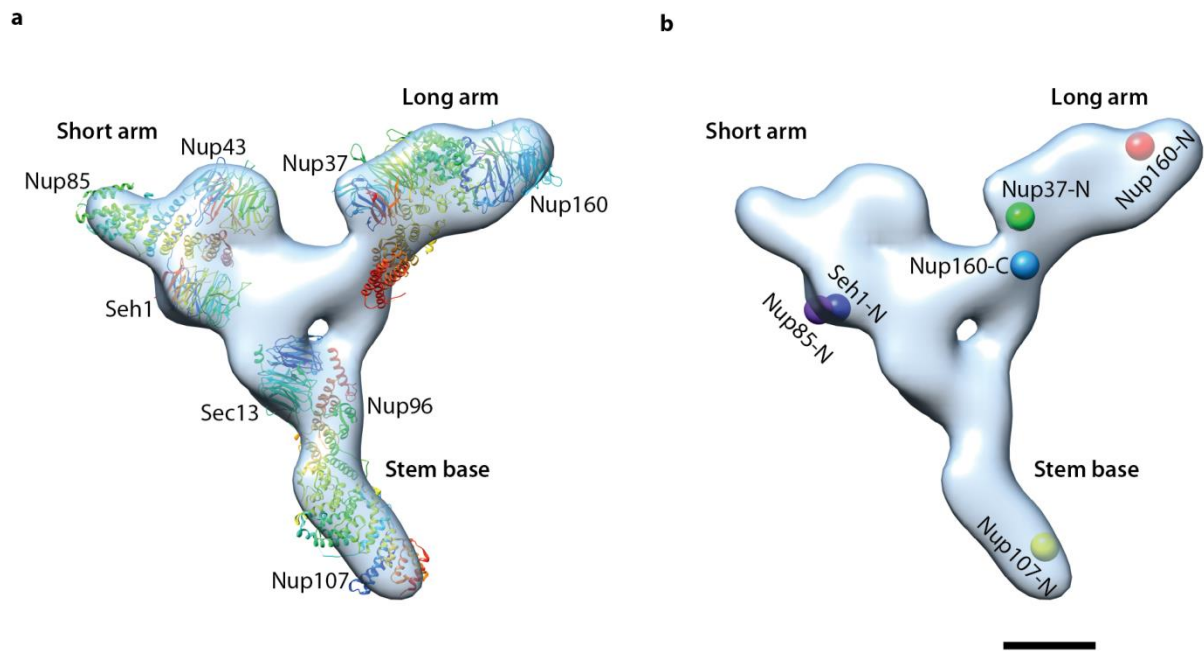 a
Short arm
Nup43
Nup85
Seh1
Long arm
Nup37
Nup160
Sec13
Nup96
Stem base
Nup107
b
Short arm
Long arm
Nup160-N
Nup37-N
Nup160-C
Seh1-N
Nup85-N
Stem base
Nup107-N